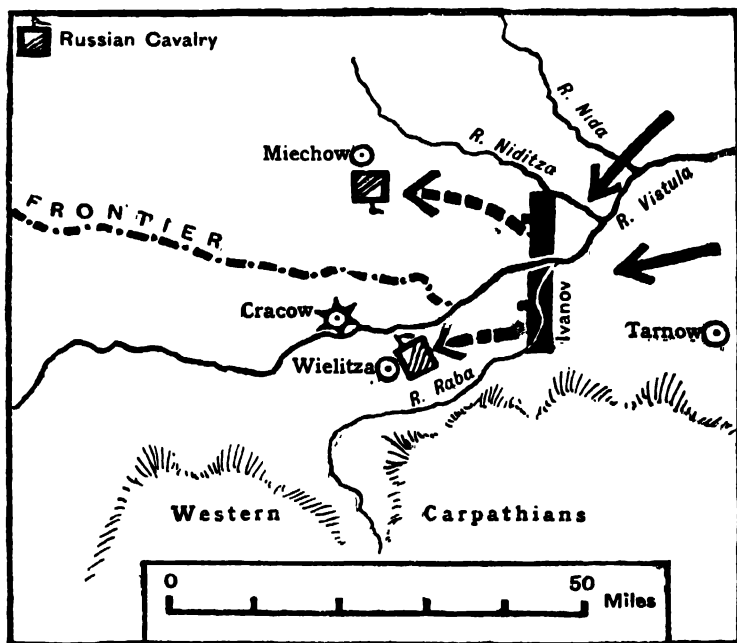 Russian Cavalry
R. Nida
Miechow
R. Niditza
R. Vistula
FRONTIER
Cracow
Ivanov
Tarnow
Wielitza
R. Raba
Western Carpathians
0 50
Miles